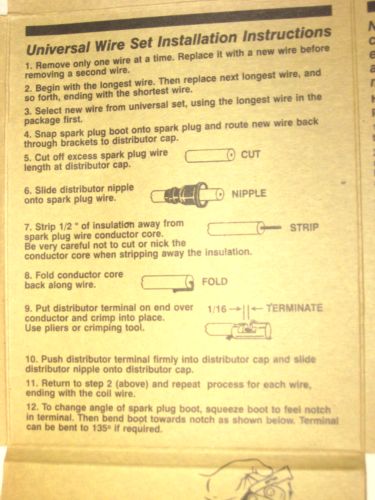 Universal Wire Set Installation Instructions
1. Remove only one wire at a time. Replace it with a new wire before
removing a second wire.
2. Begin with the longest wire. Then replace next longest wire, and
so forth, ending with the shortest wire.
3. Select new wire from universal set, using the longest wire in the
package first.
4. Snap spark plug boot onto spark plug and route new wire back
through brackets to distributor cap.
5. Cut off excess spark plug wire
length at distributor cap.
CUT
6. Slide distributor nipple
onto spark plug wire.
NIPPLE
7. Strip 1/2 " of insulation away from
spark plug wire conductor core.
Be very careful not to cut or nick the
conductor core when stripping away the insulation.
STRIP
8. Fold conductor core
back along wire.
FOLD
9. Put distributor terminal on end over
conductor and crimp into place.
Use pliers or crimping tool.
1/16 TERMINATE
10. Push distributor terminal firmly into distributor cap and slide
distributor nipple onto distributor cap.
11. Return to step 2 (above) and repeat process for each wire,
ending with the coil wire.
12. To change angle of spark plug boot, squeeze boot to feel notch
in terminal. Then bend boot towards notch as shown below. Terminal
can be bent to 135° if required.